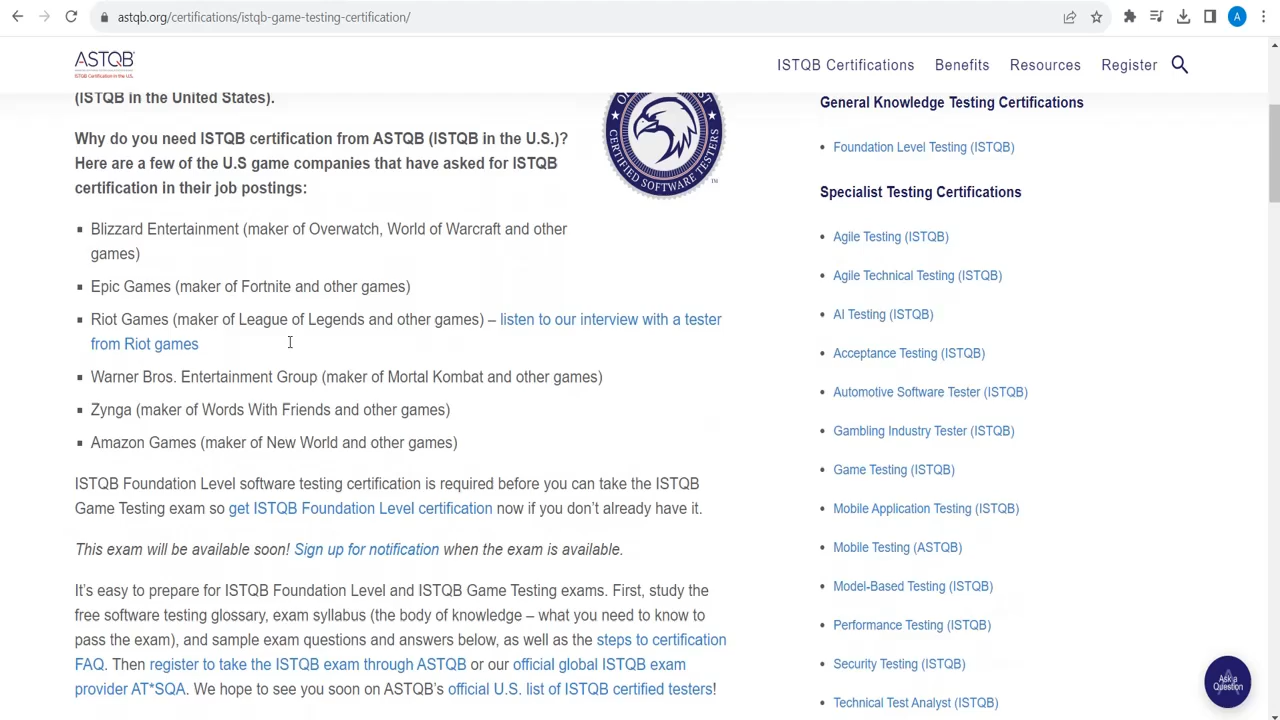 astqb.org/certifications/istqb-game-testing-certification/
A
ASTQB
ISTQB Certification in the U.S.
ISTQB Certifications
Benefits
Resources
Register
(ISTQB in the United States).
Why do you need ISTQB certification from ASTQB (ISTQB in the U.S.)?
Here are a few of the U.S game companies that have asked for ISTQB
certification in their job postings:
CERTIFIED SOFTWARE TESTERS
TM
▪ Blizzard Entertainment (maker of Overwatch, World of Warcraft and other
games)
▪ Epic Games (maker of Fortnite and other games)
▪ Riot Games (maker of League of Legends and other games) – listen to our interview with a tester
from Riot games
▪ Warner Bros. Entertainment Group (maker of Mortal Kombat and other games)
▪ Zynga (maker of Words With Friends and other games)
▪ Amazon Games (maker of New World and other games)
ISTQB Foundation Level software testing certification is required before you can take the ISTQB
Game Testing exam so get ISTQB Foundation Level certification now if you don’t already have it.
This exam will be available soon! Sign up for notification when the exam is available.
It’s easy to prepare for ISTQB Foundation Level and ISTQB Game Testing exams. First, study the
free software testing glossary, exam syllabus (the body of knowledge – what you need to know to
pass the exam), and sample exam questions and answers below, as well as the steps to certification
FAQ. Then register to take the ISTQB exam through ASTQB or our official global ISTQB exam
provider AT*SQA. We hope to see you soon on ASTQB’s official U.S. list of ISTQB certified testers!
General Knowledge Testing Certifications
• Foundation Level Testing (ISTQB)
Specialist Testing Certifications
• Agile Testing (ISTQB)
• Agile Technical Testing (ISTQB)
• AI Testing (ISTQB)
• Acceptance Testing (ISTQB)
• Automotive Software Tester (ISTQB)
• Gambling Industry Tester (ISTQB)
• Game Testing (ISTQB)
• Mobile Application Testing (ISTQB)
• Mobile Testing (ASTQB)
• Model-Based Testing (ISTQB)
• Performance Testing (ISTQB)
• Security Testing (ISTQB)
• Technical Test Analyst (ISTQB)
Ask a
Question